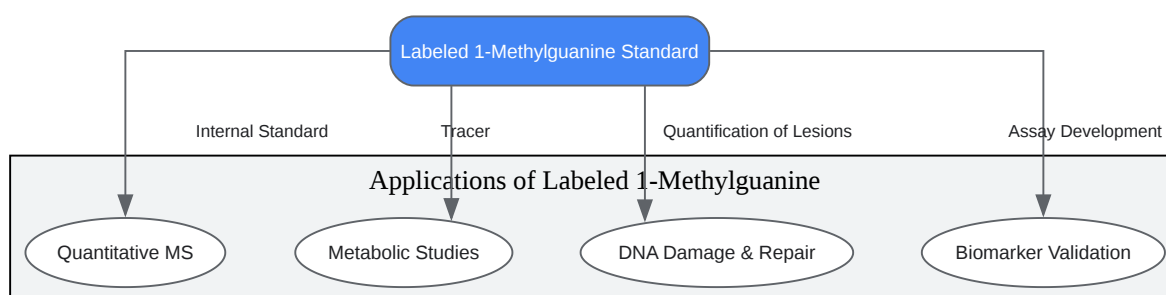 Labeled 1-Methylguanine Standard
Internal Standard
Tracer
Quantification of Lesions
Assay Development
Applications of Labeled 1-Methylguanine
Quantitative MS
Metabolic Studies
DNA Damage & Repair
Biomarker Validation